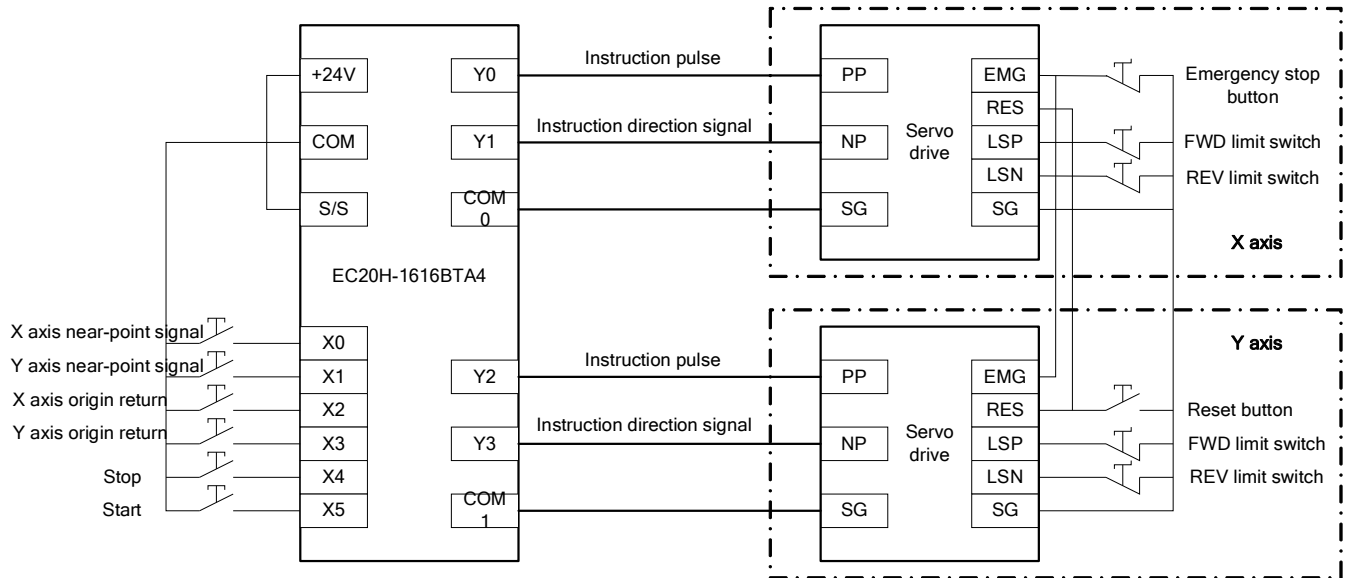 +24V
COM
S/S
EC20H-1616BTA4
X axis near-point signal
Y axis near-point signal
X axis origin return
Y axis origin return
Stop
Start
X0
X1
X2
X3
X4
X5
Y0
Y1
COM
0
Y2
Y3
COM
1
Instruction pulse
Instruction direction signal
Instruction pulse
Instruction direction signal
PP
NP
SG
Servo
drive
EMG
RES
LSP
LSN
SG
Emergency stop
button
FWD limit switch
REV limit switch
X axis
PP
NP
SG
Servo
drive
EMG
RES
LSP
LSN
SG
Y axis
Reset button
FWD limit switch
REV limit switch